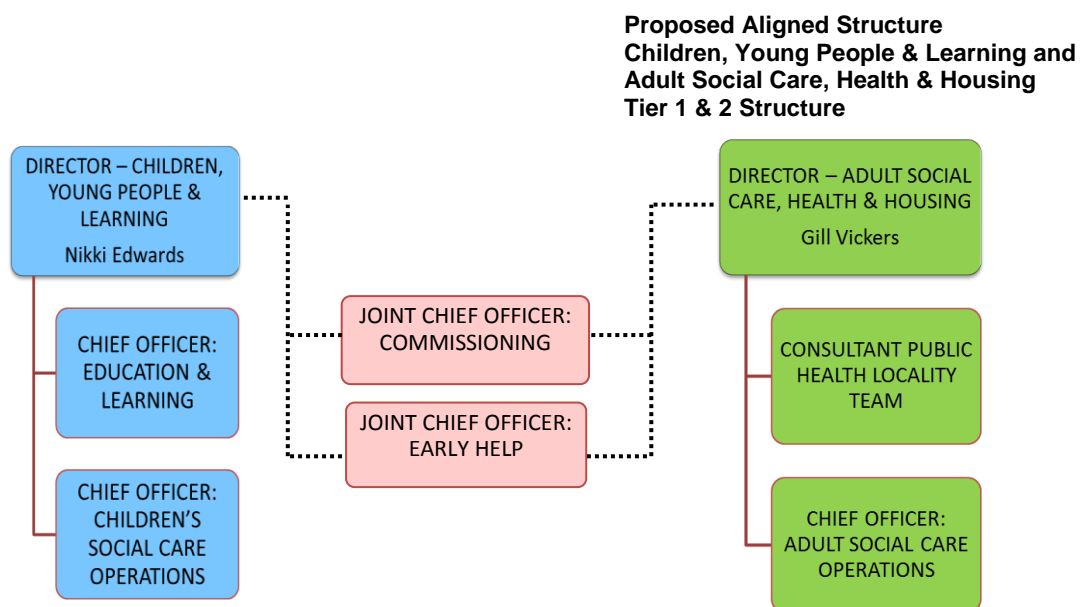 Proposed Aligned Structure
Children, Young People & Learning and
Adult Social Care, Health & Housing
Tier 1 & 2 Structure
DIRECTOR – CHILDREN,
YOUNG PEOPLE &
LEARNING
Nikki Edwards
DIRECTOR – ADULT SOCIAL
CARE, HEALTH & HOUSING
Gill Vickers
JOINT CHIEF OFFICER:
COMMISSIONING
CHIEF OFFICER:
EDUCATION &
LEARNING
CONSULTANT PUBLIC
HEALTH LOCALITY
TEAM
JOINT CHIEF OFFICER:
EARLY HELP
CHIEF OFFICER:
CHILDREN'S
SOCIAL CARE
OPERATIONS
CHIEF OFFICER:
ADULT SOCIAL CARE
OPERATIONS